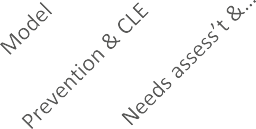 Model
Prevention & CLE
Needs assess't &...